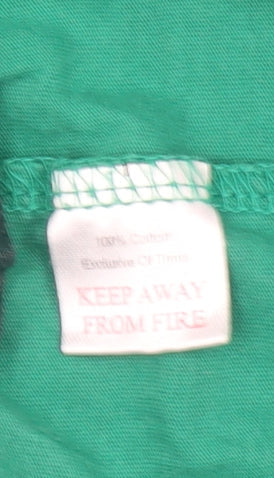 100% Cotton
Exclusive Of Trims
KEEP AWAY
FROM FIRE